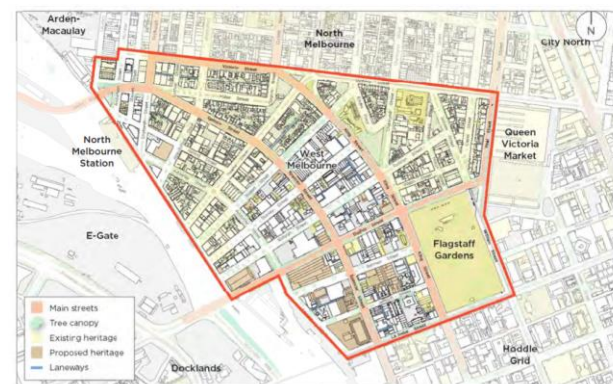 Arden-
Macaulay
North
Melbourne
N
City North
North
Melbourne
Station
West
Melbourne
Queen
Victoria
Market
E-Gate
Flagstaff
Gardens
Main streets
Tree canopy
Existing heritage
Proposed heritage
Laneways
Docklands
Hoddle
Grid